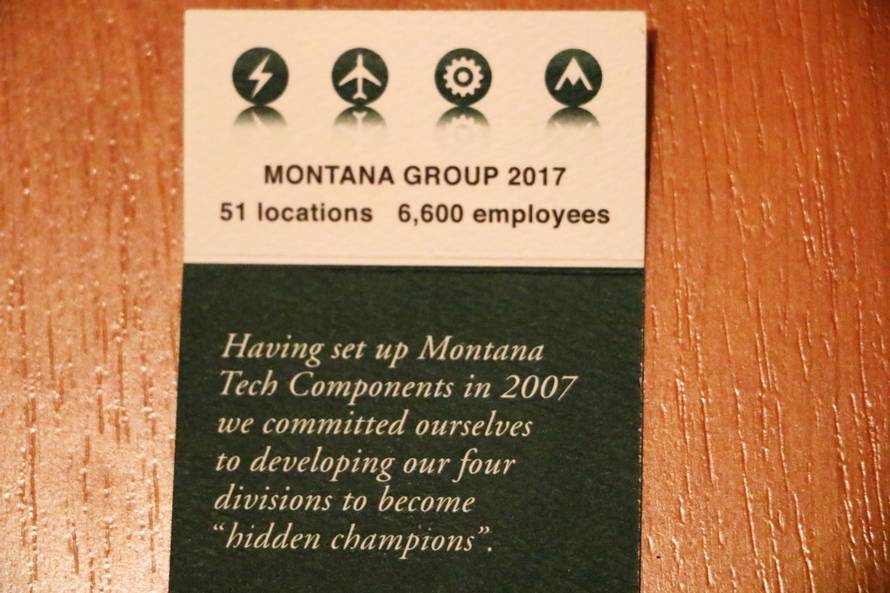 MONTANA GROUP 2017
51 locations 6,600 employees
Having set up Montana
Tech Components in 2007
we committed ourselves
to developing our four
divisions to become
“hidden champions”.